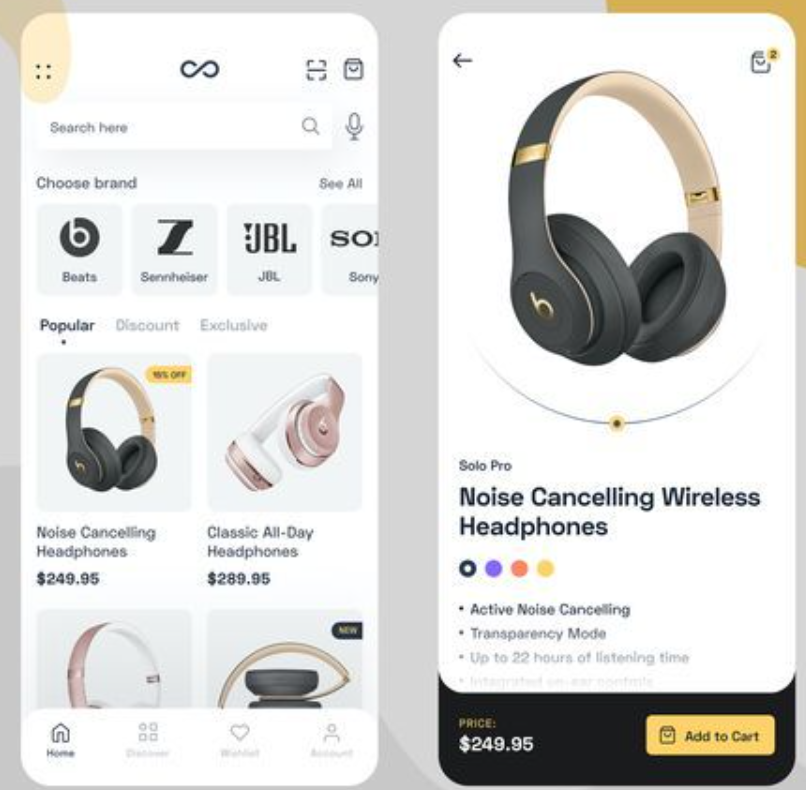 Search here
Choose brand
See All
b
JBL
SO
Beats
Sennheiser
JBL
Sony
Popular
Discount
Exclusive
15% OFF
Noise Cancelling
Headphones
$249.95
Classic All-Day
Headphones
$289.95
NEW
Home
Discover
Wishlist
Account
2
Solo Pro
Noise Cancelling Wireless
Headphones
• Active Noise Cancelling
• Transparency Mode
• Up to 22 hours of listening time
• Integrated on-ear controls
PRICE:
$249.95
Add to Cart